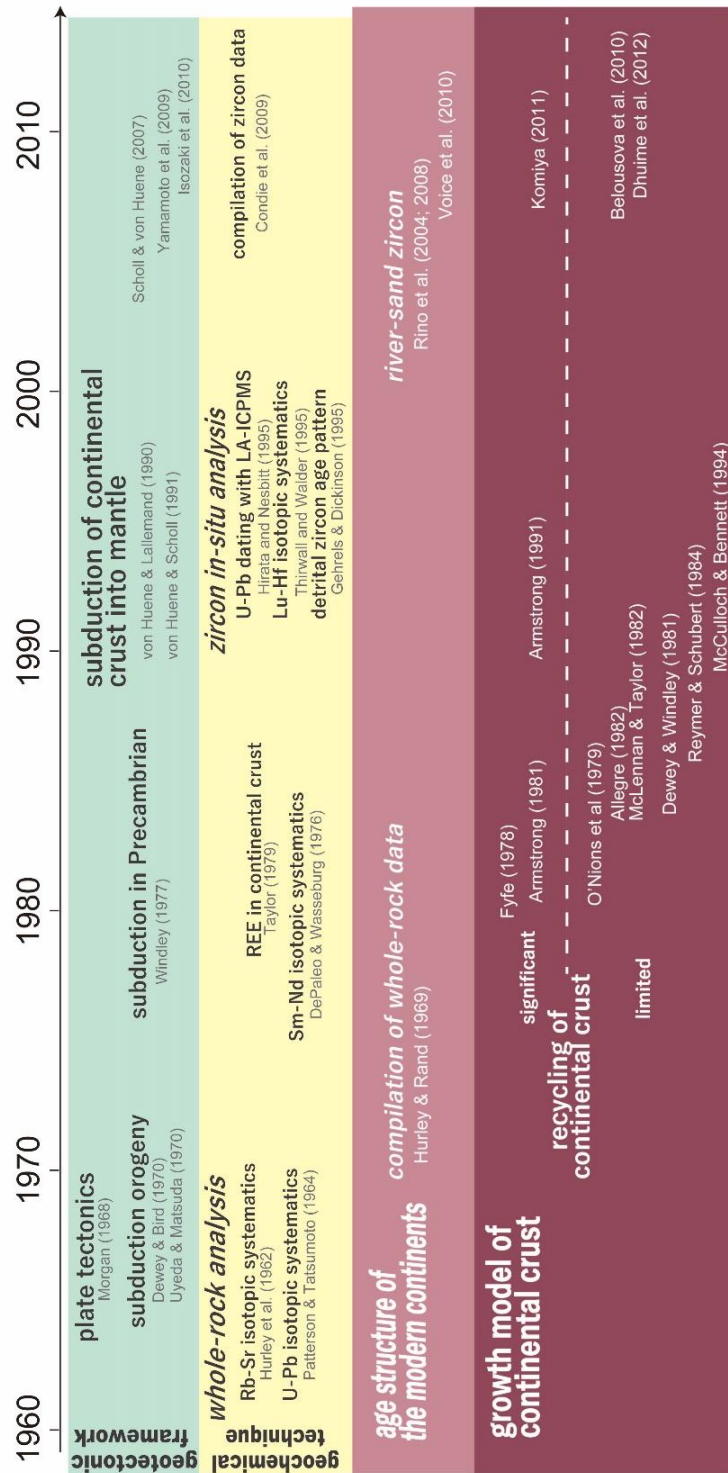 1960
1970
1980
1990
2000
2010
geotectonic
framework
plate tectonics
Morgan (1968)
subduction orogeny
Dewey & Bird (1970)
Uyeda & Matsuda (1970)
subduction in Precambrian
Windley (1977)
subduction of continental
crust into mantle
von Huene & Lallemand (1990)
von Huene & Scholl (1991)
Scholl & von Huene (2007)
Yamamoto et al. (2009)
Isozaki et al. (2010)
geochemical
technique
whole-rock analysis
Rb-Sr isotopic systematics
Hurley et al. (1962)
U-Pb isotopic systematics
Patterson & Tatsumoto (1964)
REE in continental crust
Taylor (1979)
Sm-Nd isotopic systematics
DePaleo & Wasseburg (1976)
zircon in-situ analysis
U-Pb dating with LA-ICPMS
Hirata and Nesbitt (1995)
Lu-Hf isotopic systematics
Thirwall and Walder (1995)
detrital zircon age pattern
Gehrels & Dickinson (1995)
compilation of zircon data
Condie et al. (2009)
age structure of
the modern continents
compilation of whole-rock data
Hurley & Rand (1969)
river-sand zircon
Rino et al. (2004; 2008)
Voice et al. (2010)
growth model of
continental crust
recycling of
continental crust
significant
limited
Fyfe (1978)
Armstrong (1981)
Armstrong (1991)
Komiya (2011)
O'Nions et al (1979)
Allegre (1982)
McLennan & Taylor (1982)
Dewey & Windley (1981)
Reymer & Schubert (1984)
McCulloch & Bennett (1994)
Belousova et al. (2010)
Dhuime et al. (2012)